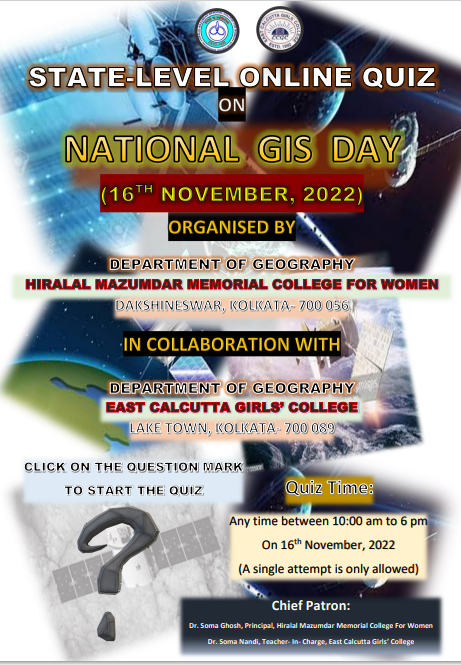 EAST CALCUTTA GIRLS' COLLEGE
STATE-LEVEL ONLINE QUIZ
ON
NATIONAL GIS DAY
(16TH NOVEMBER, 2022)
ORGANISED BY
DEPARTMENT OF GEOGRAPHY
HIRALAL MAZUMDAR MEMORIAL COLLEGE FOR WOMEN
DAKSHINESWAR, KOLKATA- 700 056
IN COLLABORATION WITH
DEPARTMENT OF GEOGRAPHY
EAST CALCUTTA GIRLS' COLLEGE
LAKE TOWN, KOLKATA- 700 089
CLICK ON THE QUESTION MARK
TO START THE QUIZ
Quiz Time:
Any time between 10:00 am to 6 pm
On 16th November, 2022
(A single attempt is only allowed)
Chief Patron:
Dr. Soma Ghosh, Principal, Hiralal Mazumdar Memorial College For Women
Dr. Soma Nandi, Teacher- In- Charge, East Calcutta Girls' College